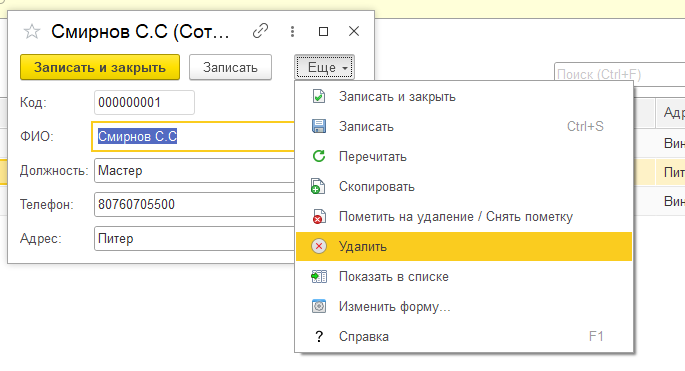 Смирнов С.С (Сот...
Записать и закрыть
Записать
Еще
Поиск (Ctrl+F)
Код:
000000001
Записать и закрыть
Адр
ФИО:
Смирнов С.С
Записать
Ctrl+S
Вин
Перечитать
Должность:
Мастер
Пит
Скопировать
Вин
Телефон:
80760705500
Пометить на удаление / Снять пометку
Адрес:
Питер
Удалить
Показать в списке
Изменить форму...
? Справка
F1